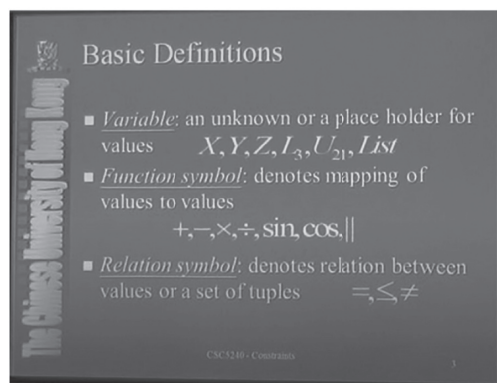 Basic Definitions
The Chinese University of Hong Kong
■ Variable: an unknown or a place holder for
values X,Y,Z,L₃,U₂₁,List
■ Function symbol: denotes mapping of
values to values
+,−,×,÷,sin,cos,||
■ Relation symbol: denotes relation between
values or a set of tuples =,≤,≠
CSC5240 - Constraints
3